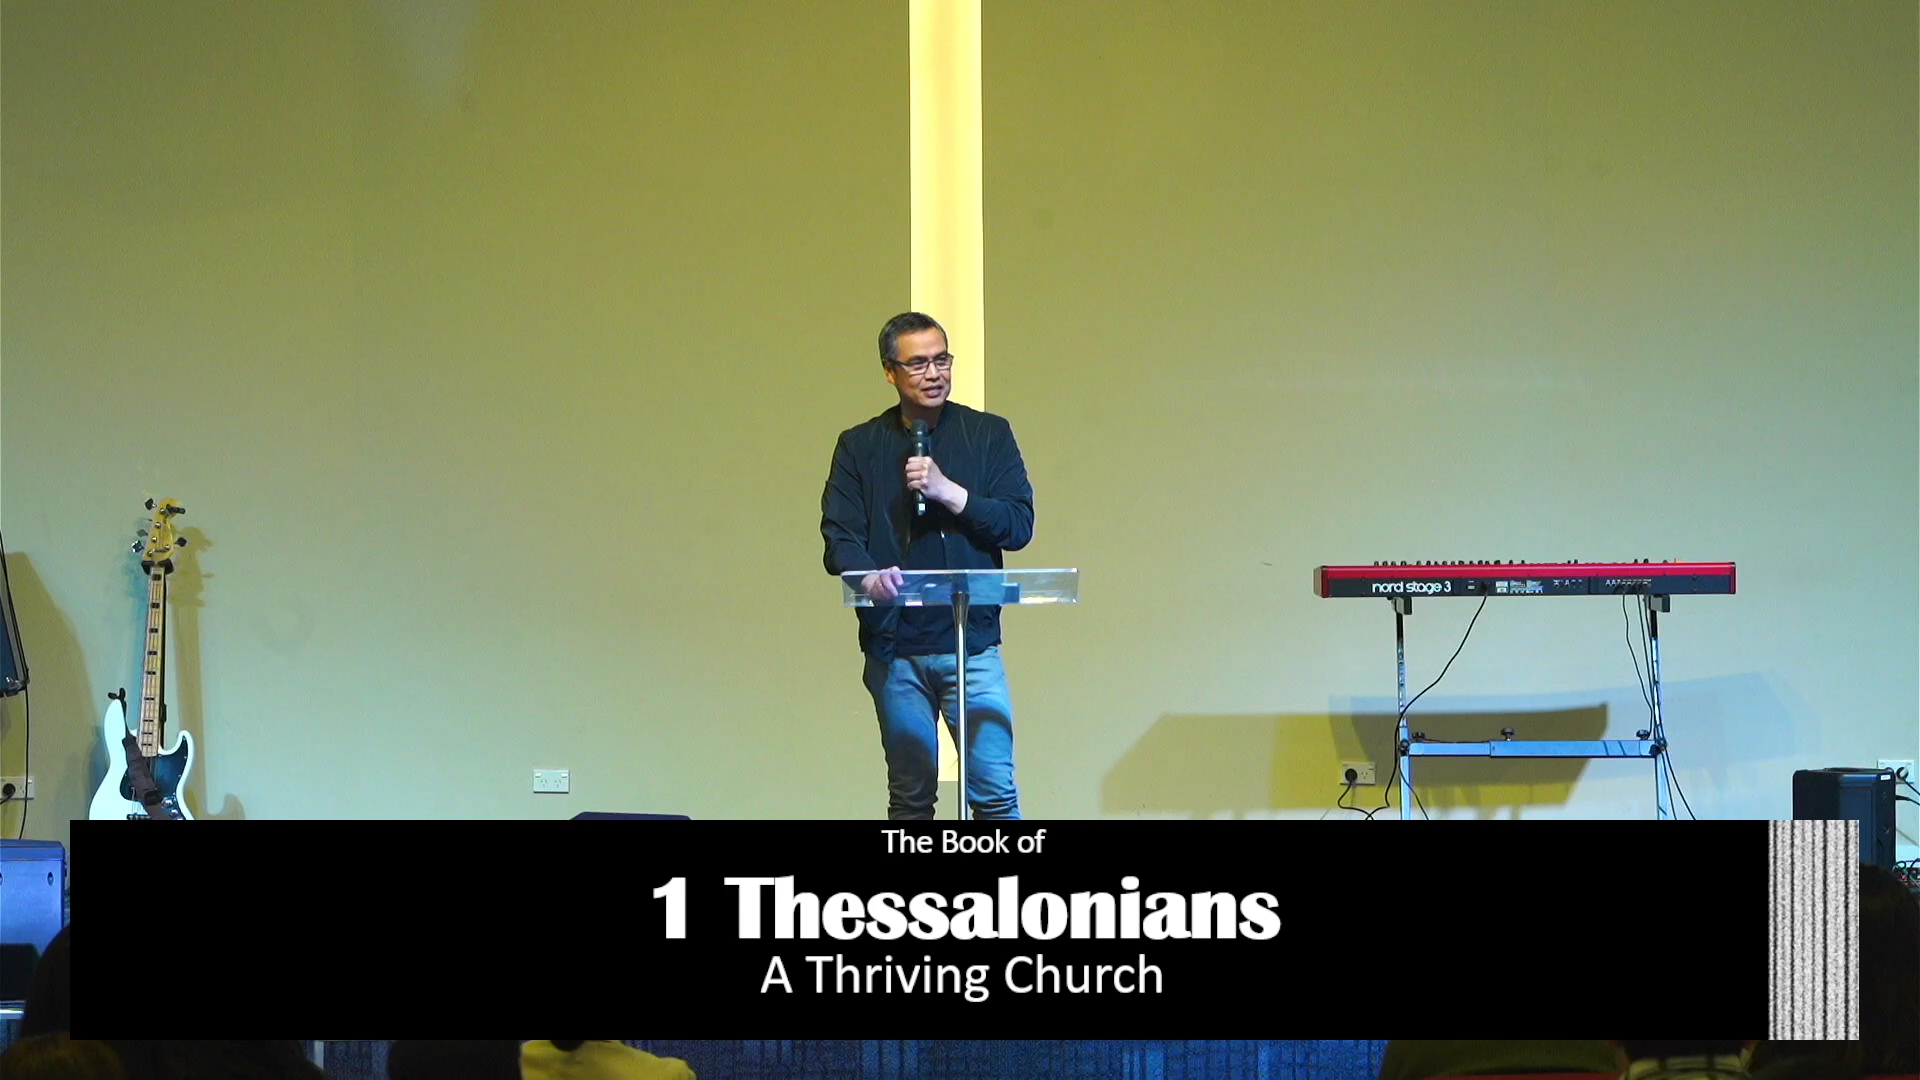 nord stage 3
The Book of
1 Thessalonians
A Thriving Church